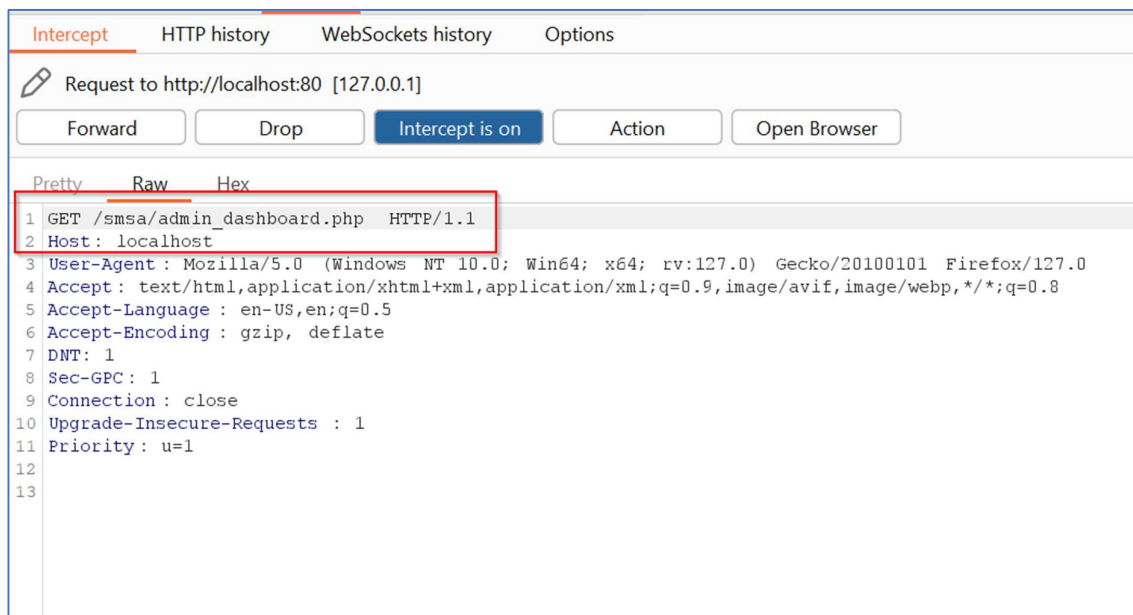 Intercept HTTP history WebSockets history Options
Request to http://localhost:80 [127.0.0.1]
Forward Drop Intercept is on Action Open Browser
Pretty Raw Hex
1 GET /smsa/admin_dashboard.php HTTP/1.1
2 Host: localhost
3 User-Agent: Mozilla/5.0 (Windows NT 10.0; Win64; x64; rv:127.0) Gecko/20100101 Firefox/127.0
4 Accept: text/html,application/xhtml+xml,application/xml;q=0.9,image/avif,image/webp,*/*;q=0.8
5 Accept-Language: en-US,en;q=0.5
6 Accept-Encoding: gzip, deflate
7 DNT: 1
8 Sec-GPC: 1
9 Connection: close
10 Upgrade-Insecure-Requests: 1
11 Priority: u=1
12
13